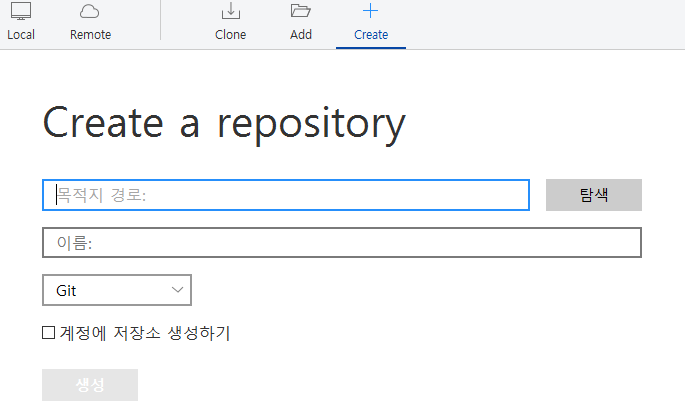 Local Remote Clone Add Create
Create a repository
목적지 경로: 탐색
이름:
Git
계정에 저장소 생성하기
생성